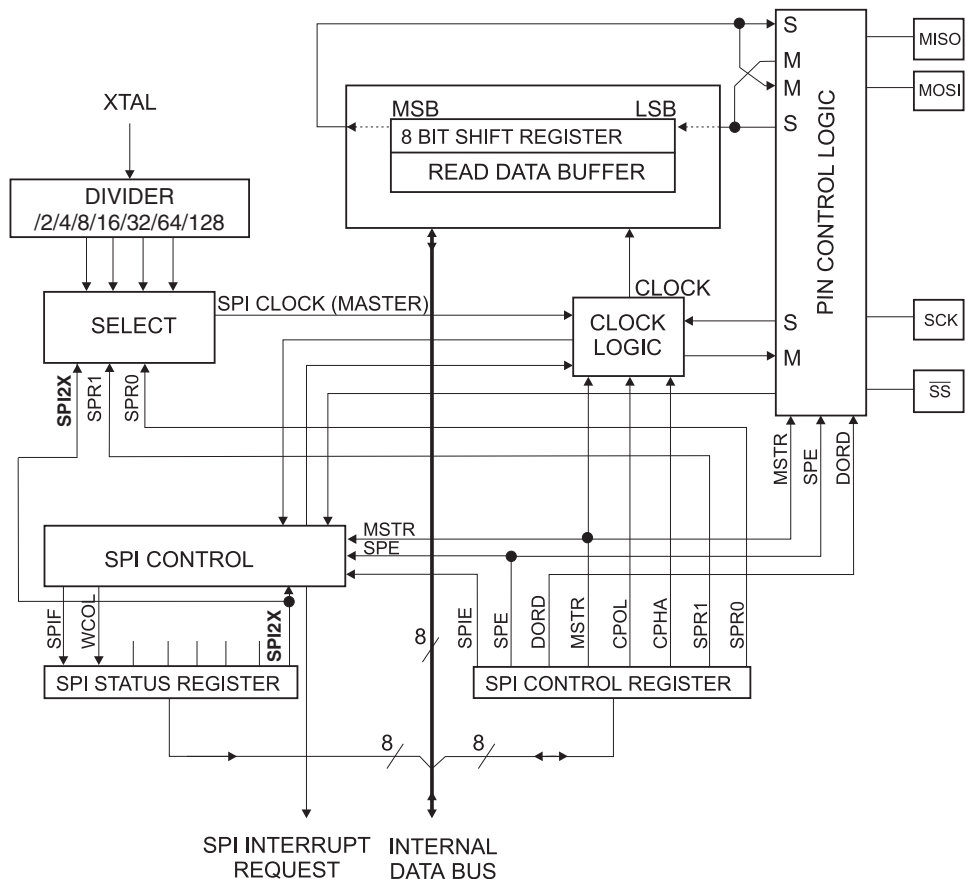 XTAL
DIVIDER
/2/4/8/16/32/64/128
SELECT
SPI2X
SPR1
SPR0
SPI CLOCK (MASTER)
MSB
LSB
8 BIT SHIFT REGISTER
READ DATA BUFFER
CLOCK
CLOCK
LOGIC
S
M
M
S
S
M
PIN CONTROL LOGIC
MISO
MOSI
SCK
SS
MSTR
SPE
DORD
MSTR
SPE
SPI CONTROL
SPIF
WCOL
SPI2X
SPI STATUS REGISTER
8
SPIE
SPE
DORD
MSTR
CPOL
CPHA
SPR1
SPR0
SPI CONTROL REGISTER
8
8
SPI INTERRUPT
REQUEST
INTERNAL
DATA BUS